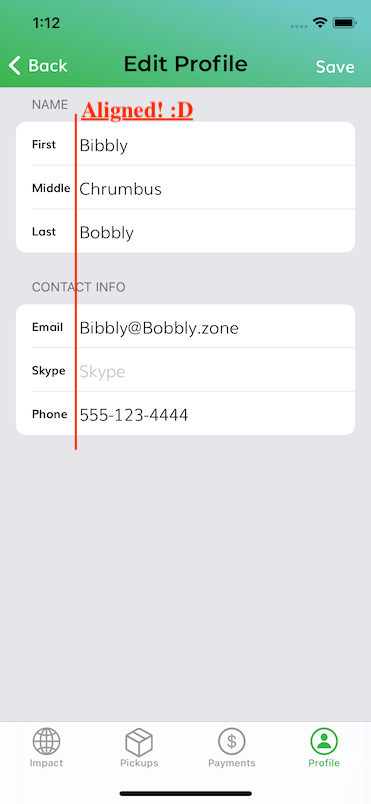 1:12
Back Edit Profile Save
NAME Aligned! :D
First Bibbly
Middle Chrumbus
Last Bobbly
CONTACT INFO
Email Bibbly@Bobbly.zone
Skype Skype
Phone 555-123-4444
Impact Pickups Payments Profile